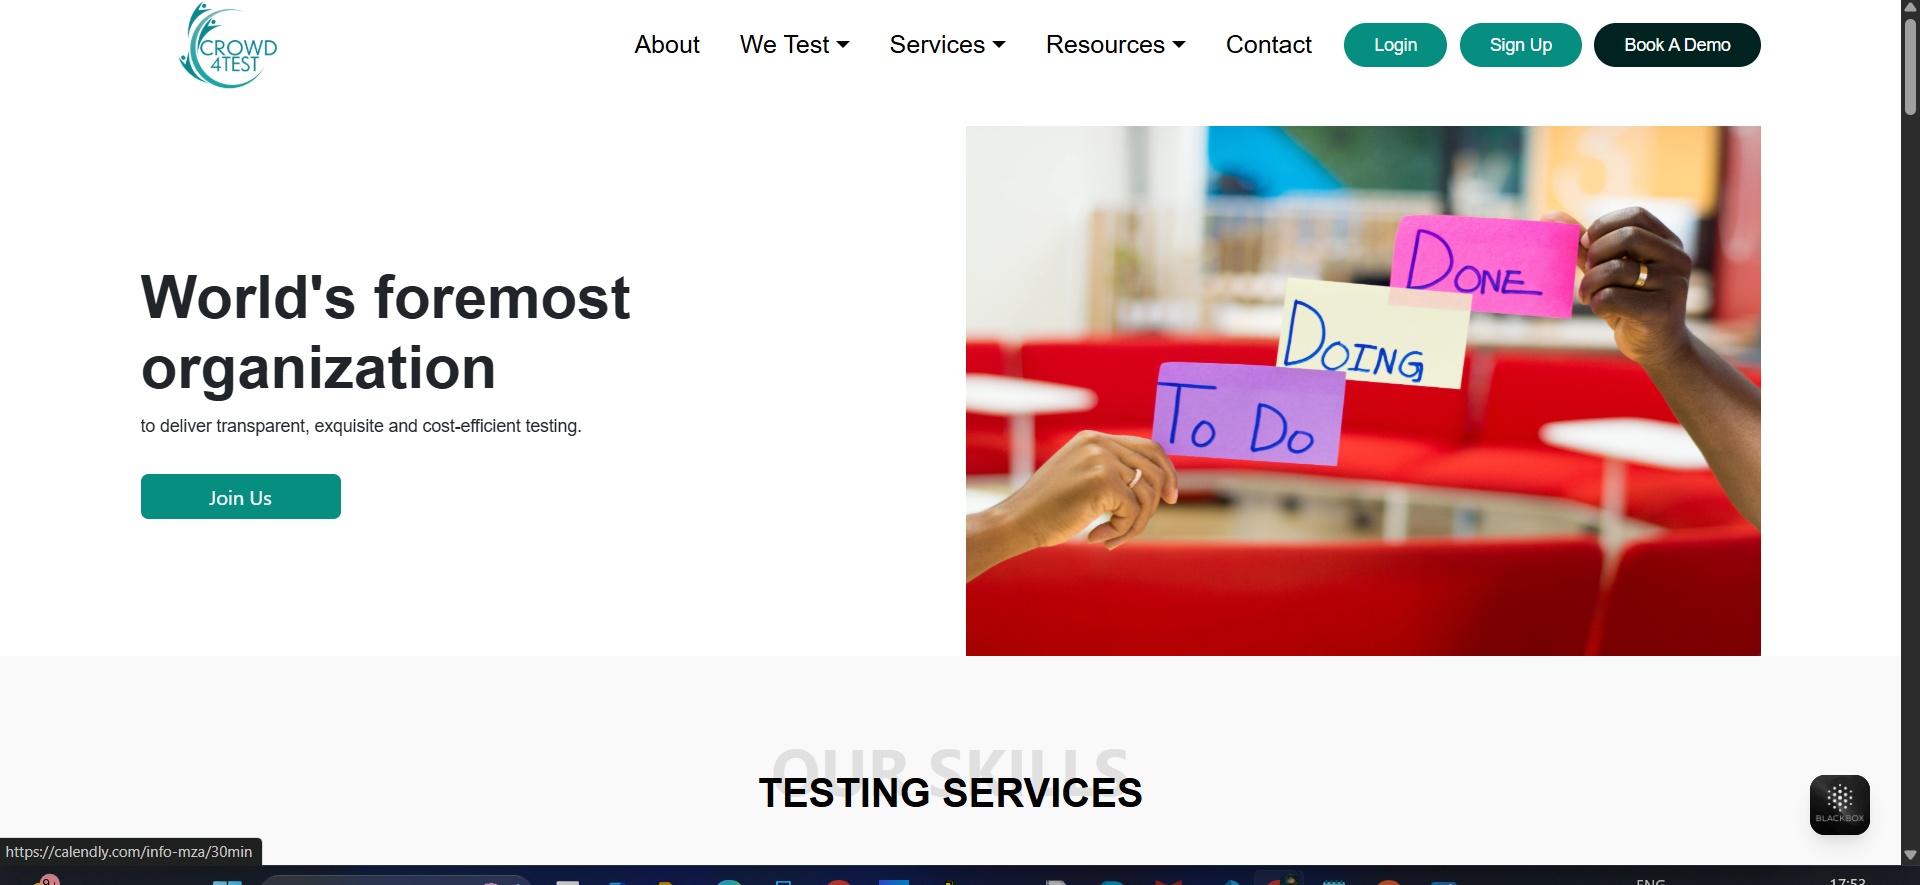 CROWD
4TEST
About
We Test
Services
Resources
Contact
Login
Sign Up
Book A Demo
World's foremost
organization
to deliver transparent, exquisite and cost-efficient testing.
Join Us
DONE
DOING
TO DO
OUR SKILLS
TESTING SERVICES
BLACKBOX
https://calendly.com/info-mza/30min